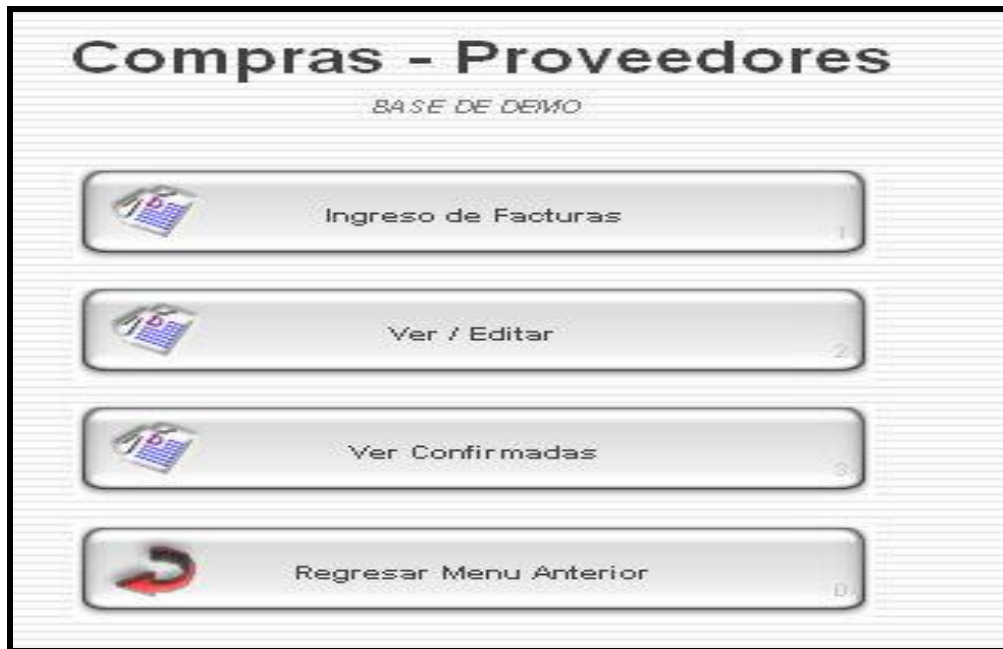 Compras - Proveedores
BASE DE DEMO
Ingreso de Facturas
1
Ver / Editar
2
Ver Confirmadas
3
Regresar Menu Anterior
D